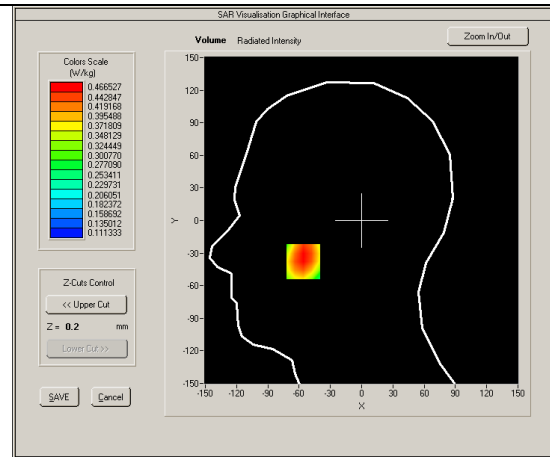 SAR Visualisation Graphical Interface
Volume Radiated Intensity
Zoom In/Out
Colors Scale
(W/kg)
0.466527
0.442847
0.419168
0.395488
0.371809
0.348129
0.324449
0.300770
0.277090
0.253411
0.229731
0.206051
0.182372
0.158692
0.135012
0.111333
Z-Cuts Control
<< Upper Cut
Z = 0.2 mm
Lower Cut >>
SAVE
Cancel
150
120
90
60
30
0
-30
-60
-90
-120
-150
Y
-150 -120 -90 -60 -30 0 30 60 90 120 150
X